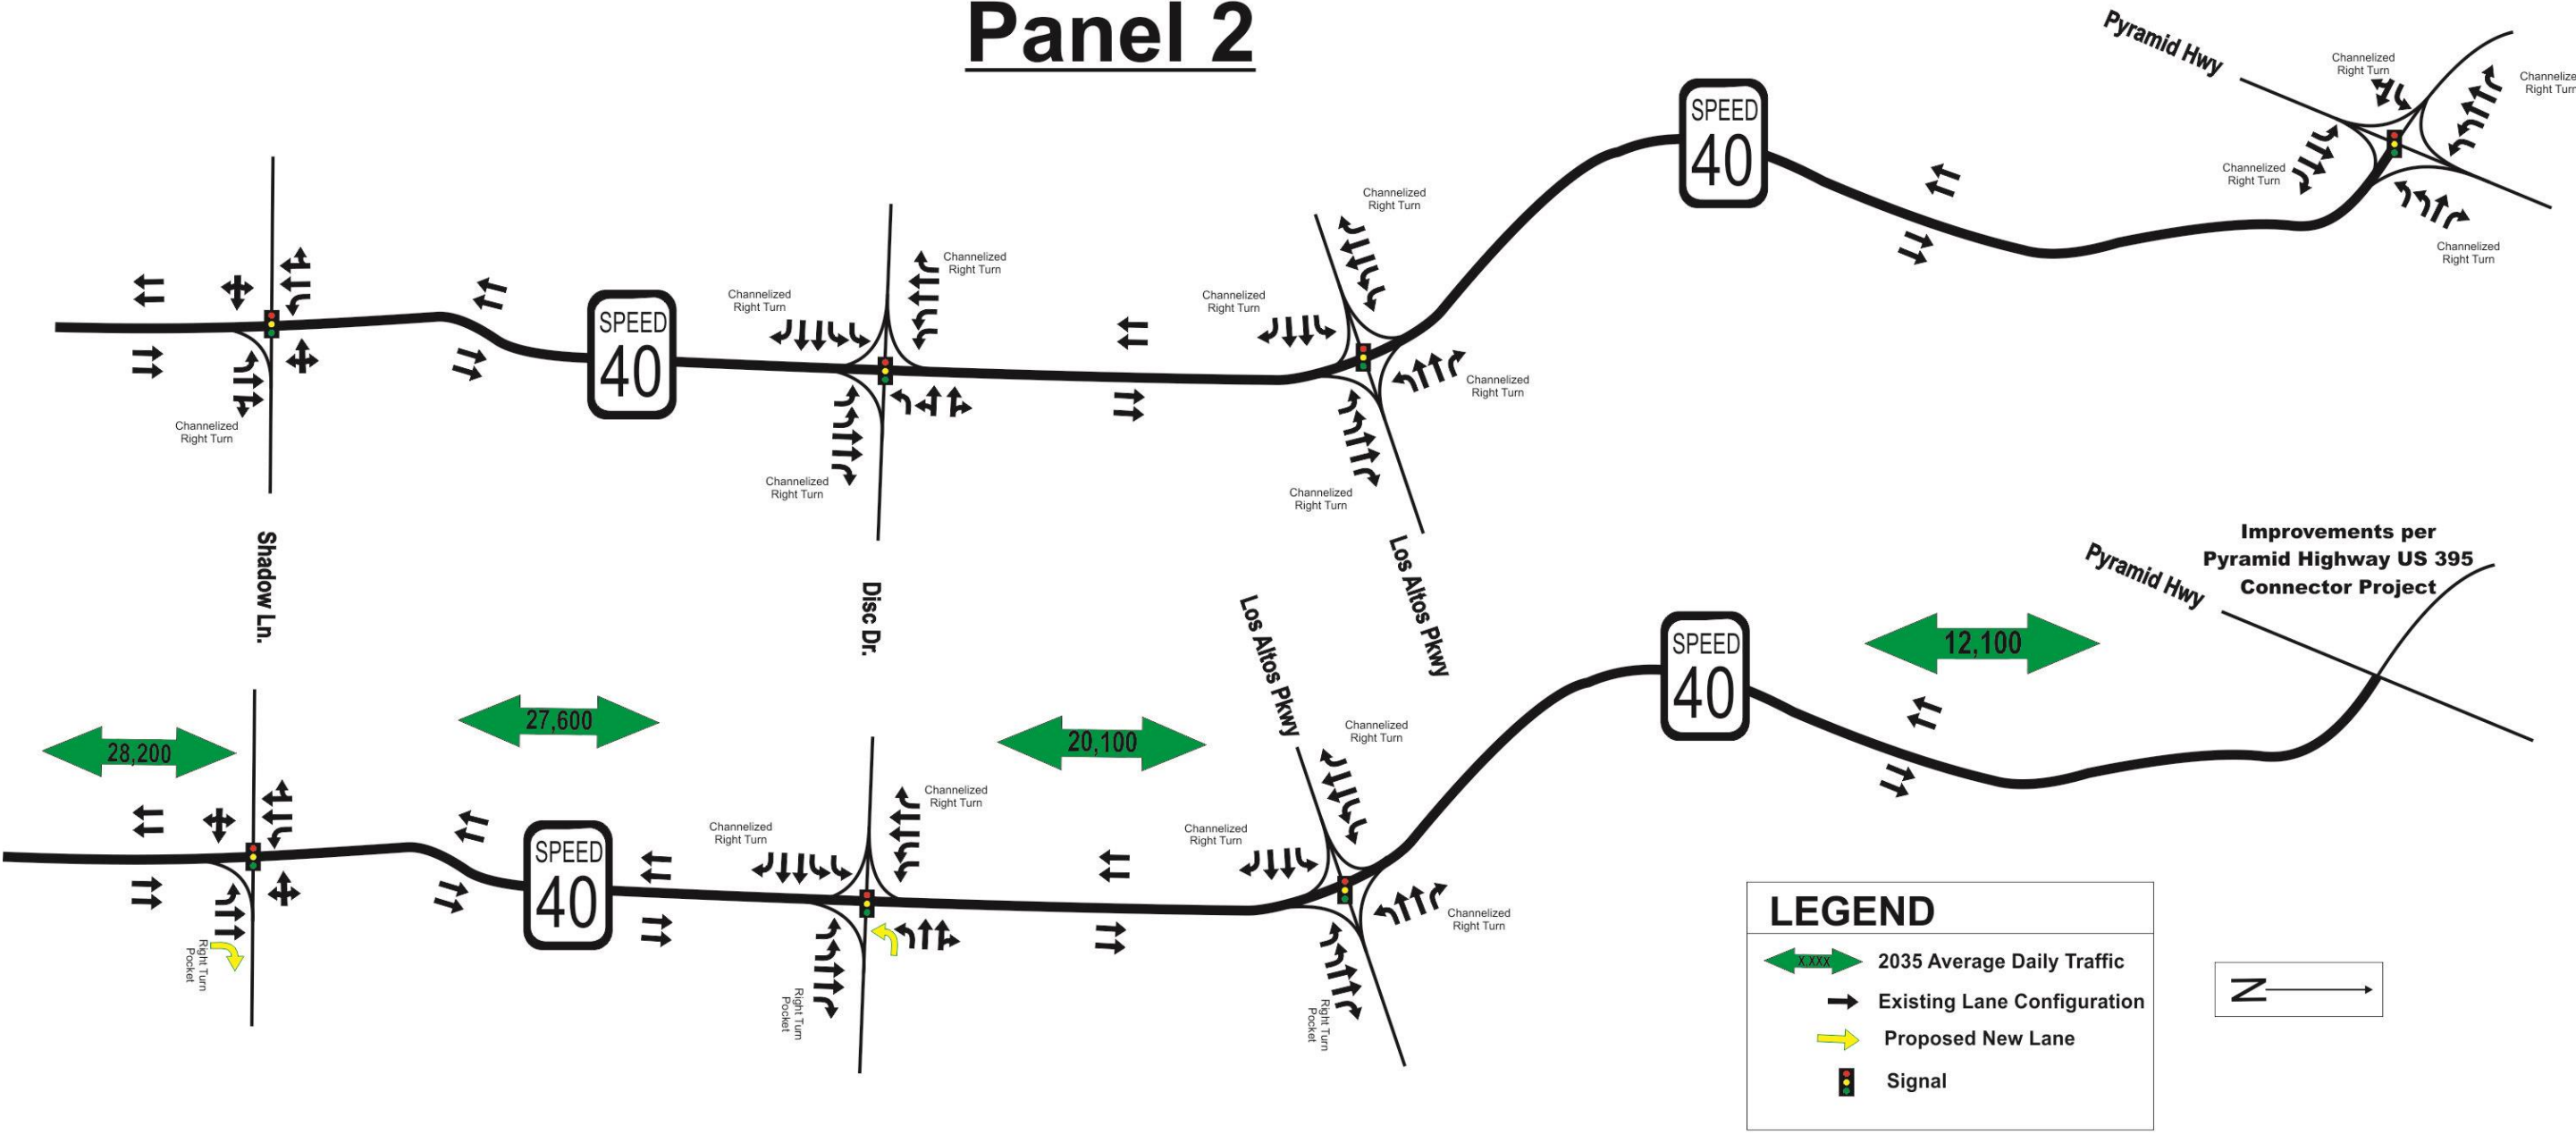 Panel 2
Pyramid Hwy
Channelized
Right Turn
Channelize
Right Turn
SPEED
40
Channelized
Right Turn
Channelized
Right Turn
Channelized
Right Turn
Channelized
Right Turn
Channelized
Right Turn
Channelized
Right Turn
SPEED
40
Channelized
Right Turn
Channelized
Right Turn
Channelized
Right Turn
Channelized
Right Turn
Shadow Ln.
Disc Dr.
Los Altos Pkwy
Improvements per
Pyramid Highway US 395
Connector Project
Pyramid Hwy
Los Altos Pkwy
SPEED
40
12,100
28,200
27,600
20,100
Channelized
Right Turn
Channelized
Right Turn
Channelized
Right Turn
Channelized
Right Turn
SPEED
40
Channelized
Right Turn
Right Turn
Pocket
Right Turn
Pocket
Right Turn
Pocket
LEGEND
X,XXX
2035 Average Daily Traffic
Existing Lane Configuration
Proposed New Lane
Signal
N